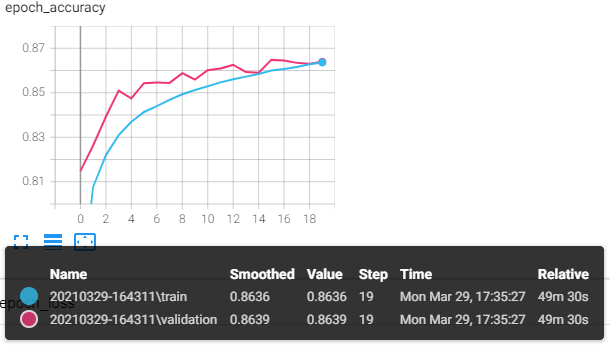 epoch_accuracy
0.87
0.85
0.83
0.81
0 2 4 6 8 10 12 14 16 18
Name Smoothed Value Step Time Relative
20210329-164311\train 0.8636 0.8636 19 Mon Mar 29, 17:35:27 49m 30s
epoch_loss
20210329-164311\validation 0.8639 0.8639 19 Mon Mar 29, 17:35:27 49m 30s